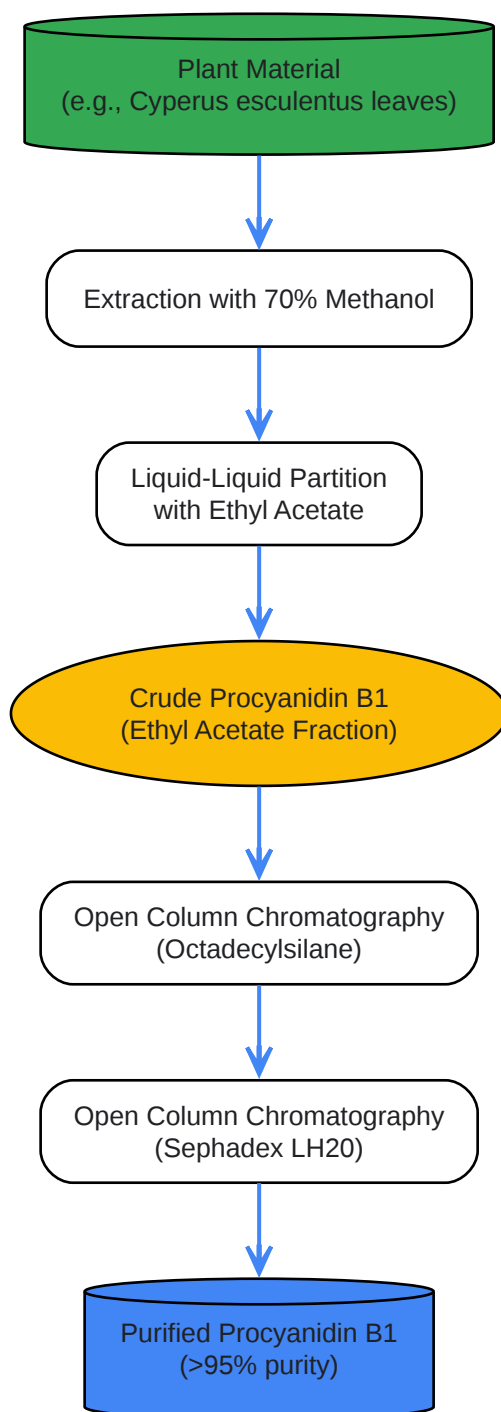 Plant Material
(e.g., Cyperus esculentus leaves)
Extraction with 70% Methanol
Liquid-Liquid Partition
with Ethyl Acetate
Crude Procyanidin B1
(Ethyl Acetate Fraction)
Open Column Chromatography
(Octadecylsilane)
Open Column Chromatography
(Sephadex LH20)
Purified Procyanidin B1
(>95% purity)